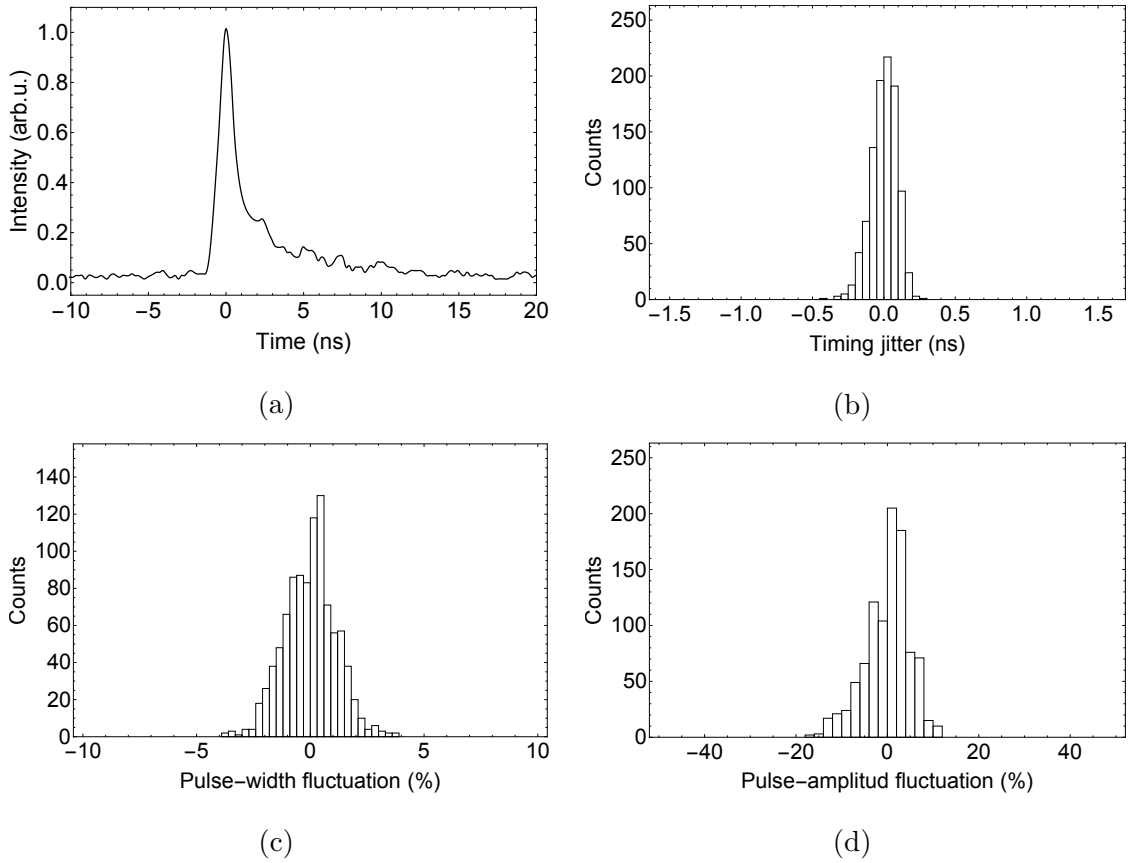 1.0
0.8
0.6
0.4
0.2
0.0
Intensity (arb.u.)
−10 −5 0 5 10 15 20
Time (ns)
(a)
250
200
150
100
50
0
Counts
−1.5 −1.0 −0.5 0.0 0.5 1.0 1.5
Timing jitter (ns)
(b)
140
120
100
80
60
40
20
0
Counts
−10 −5 0 5 10
Pulse−width fluctuation (%)
(c)
250
200
150
100
50
0
Counts
−40 −20 0 20 40
Pulse−amplitud fluctuation (%)
(d)